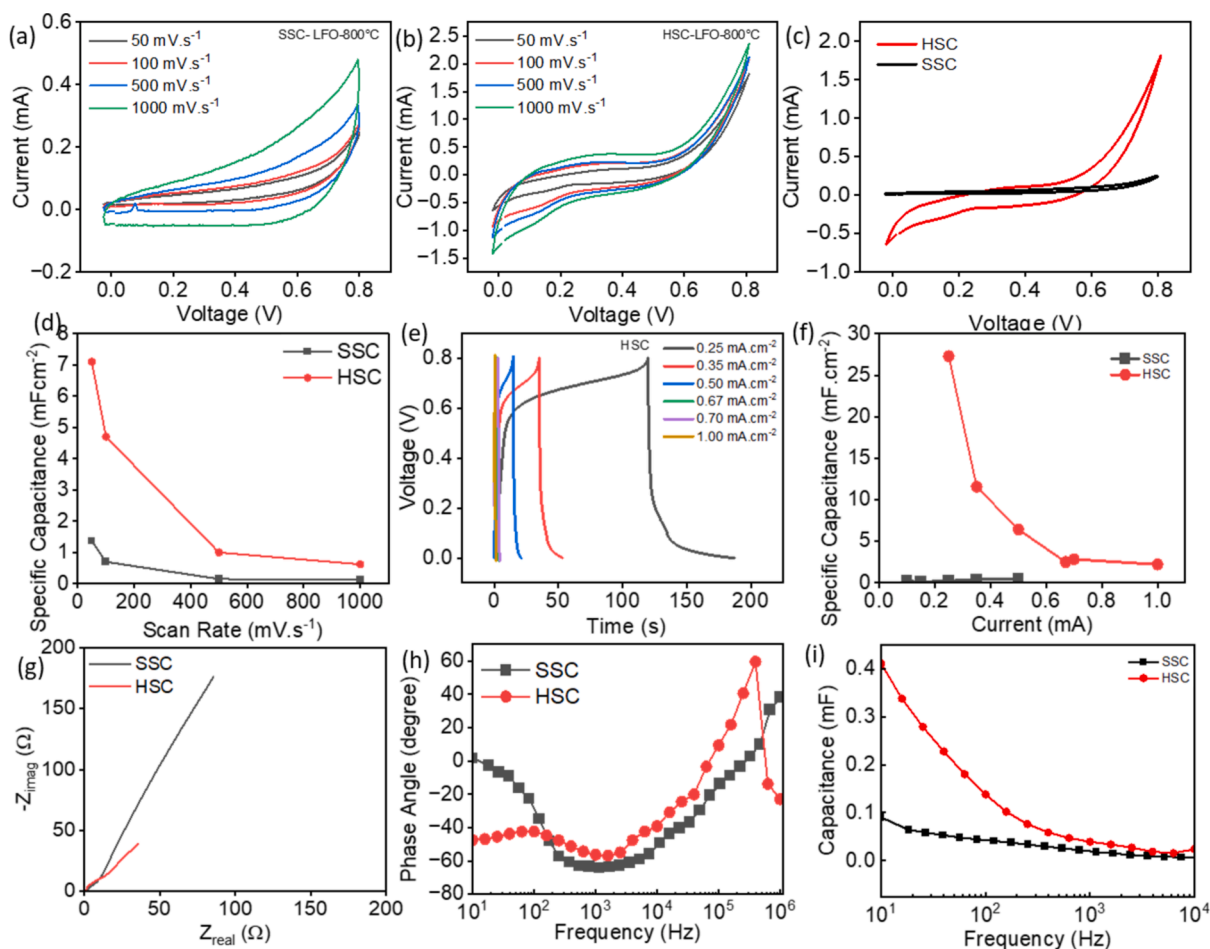 (a)
SSC- LFO-800°C
50 mV.s⁻¹
100 mV.s⁻¹
500 mV.s⁻¹
1000 mV.s⁻¹
0.6
0.4
0.2
0.0
−0.2
Current (mA)
0.0 0.2 0.4 0.6 0.8
Voltage (V)
(b)
HSC-LFO-800°C
50 mV.s⁻¹
100 mV.s⁻¹
500 mV.s⁻¹
1000 mV.s⁻¹
2.5
2.0
1.5
1.0
0.5
0.0
−0.5
−1.0
−1.5
Current (mA)
0.0 0.2 0.4 0.6 0.8
Voltage (V)
(c)
HSC
SSC
2.0
1.5
1.0
0.5
0.0
−0.5
−1.0
Current (mA)
0.0 0.2 0.4 0.6 0.8
Voltage (V)
(d)
SSC
HSC
8
7
6
5
4
3
2
1
0
Specific Capacitance (mFcm⁻²)
0 200 400 600 800 1000
Scan Rate (mV.s⁻¹)
(e)
HSC
0.25 mA.cm⁻²
0.35 mA.cm⁻²
0.50 mA.cm⁻²
0.67 mA.cm⁻²
0.70 mA.cm⁻²
1.00 mA.cm⁻²
0.8
0.6
0.4
0.2
0.0
Voltage (V)
0 50 100 150 200
Time (s)
(f)
SSC
HSC
30
25
20
15
10
5
0
Specific Capacitance (mF.cm⁻²)
0.0 0.2 0.4 0.6 0.8 1.0
Current (mA)
(g)
SSC
HSC
200
150
100
50
0
-Zimag (Ω)
0 50 100 150 200
Zreal (Ω)
(h)
SSC
HSC
60
40
20
0
−20
−40
−60
−80
Phase Angle (degree)
10¹ 10² 10³ 10⁴ 10⁵ 10⁶
Frequency (Hz)
(i)
SSC
HSC
0.4
0.3
0.2
0.1
0.0
Capacitance (mF)
10¹ 10² 10³ 10⁴
Frequency (Hz)